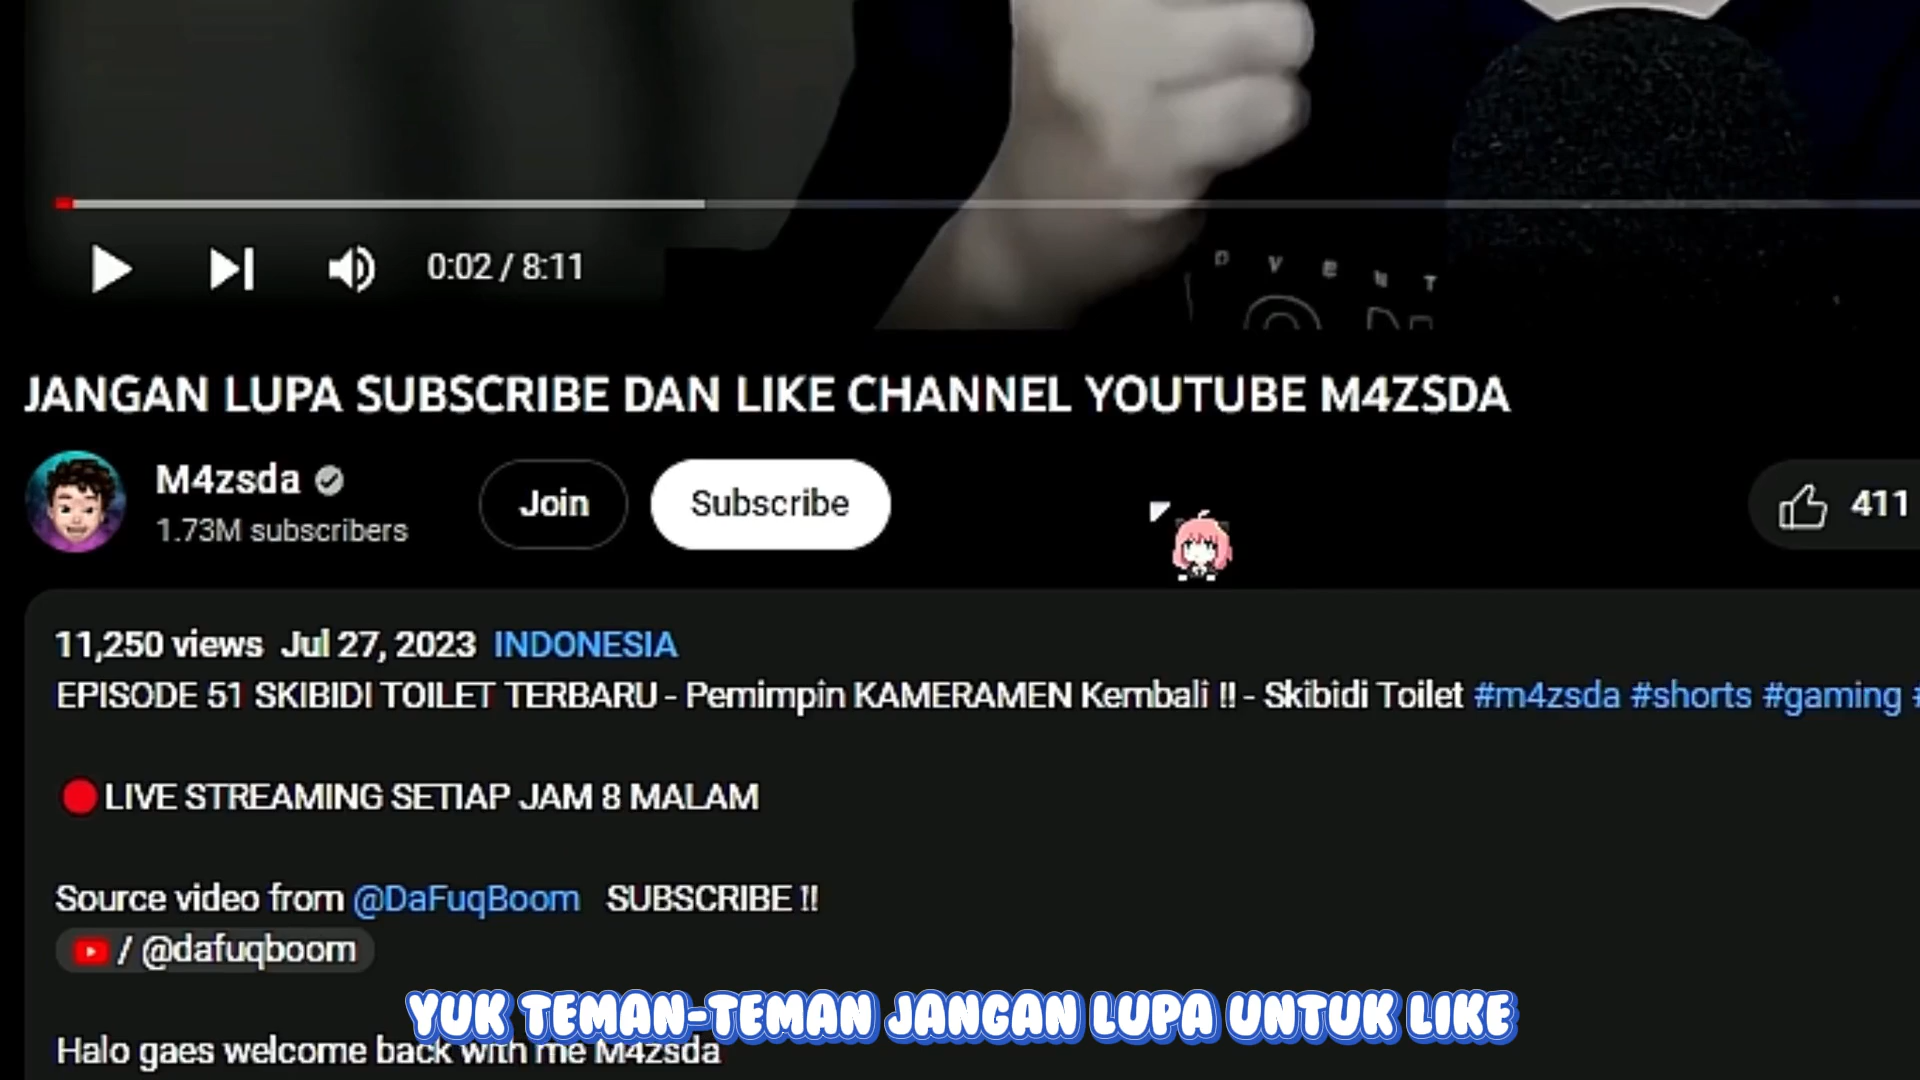 0:02 / 8:11
JANGAN LUPA SUBSCRIBE DAN LIKE CHANNEL YOUTUBE M4ZSDA
M4zsda
1.73M subscribers
Join
Subscribe
411
11,250 views Jul 27, 2023 INDONESIA
EPISODE 51 SKIBIDI TOILET TERBARU - Pemimpin KAMERAMEN Kembali !! - Skibidi Toilet #m4zsda #shorts #gaming #
🔴LIVE STREAMING SETIAP JAM 8 MALAM
Source video from @DaFuqBoom SUBSCRIBE !!
/ @dafuqboom
YUK TEMAN-TEMAN JANGAN LUPA UNTUK LIKE
Halo gaes welcome back with me M4zsda